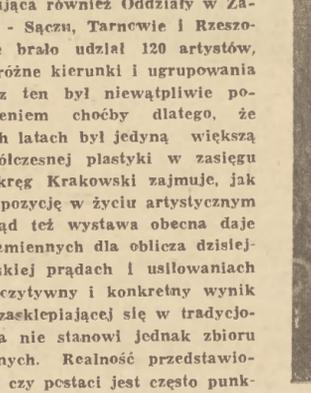 jąca również Oddziały w Za-
- Sączu, Tarnowie i Rzeszo-
brało udział 120 artystów,
różne kierunki i ugrupowania
z ten był niewątpliwie po-
eniem choćby dlatego, że
h latach był jedyną większą
ółczesnej plastyki w zasięgu
kręg Krakowski zajmuje, jak
pozycję w życiu artystycznym
ąd też wystawa obecna daje
zmiennych dla oblicza dzisiej-
skiej prądach i usiłowaniach
czytywny i konkretny wynik
zasklepiającej się w tradycjo-
a nie stanowi jednak zbioru
nych. Realność przedstawio-
czy postaci jest często punk-